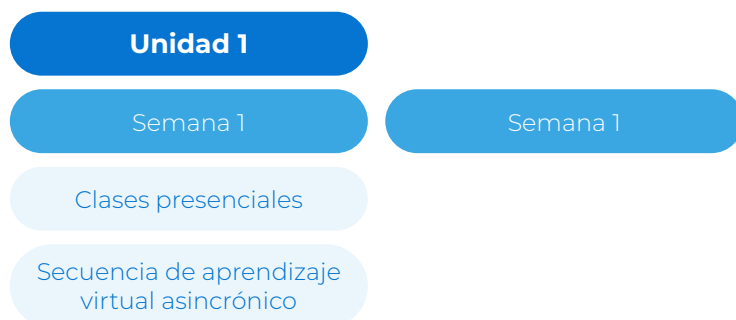 Unidad 1
Semana 1
Semana 1
Clases presenciales
Secuencia de aprendizaje
virtual asincrónico